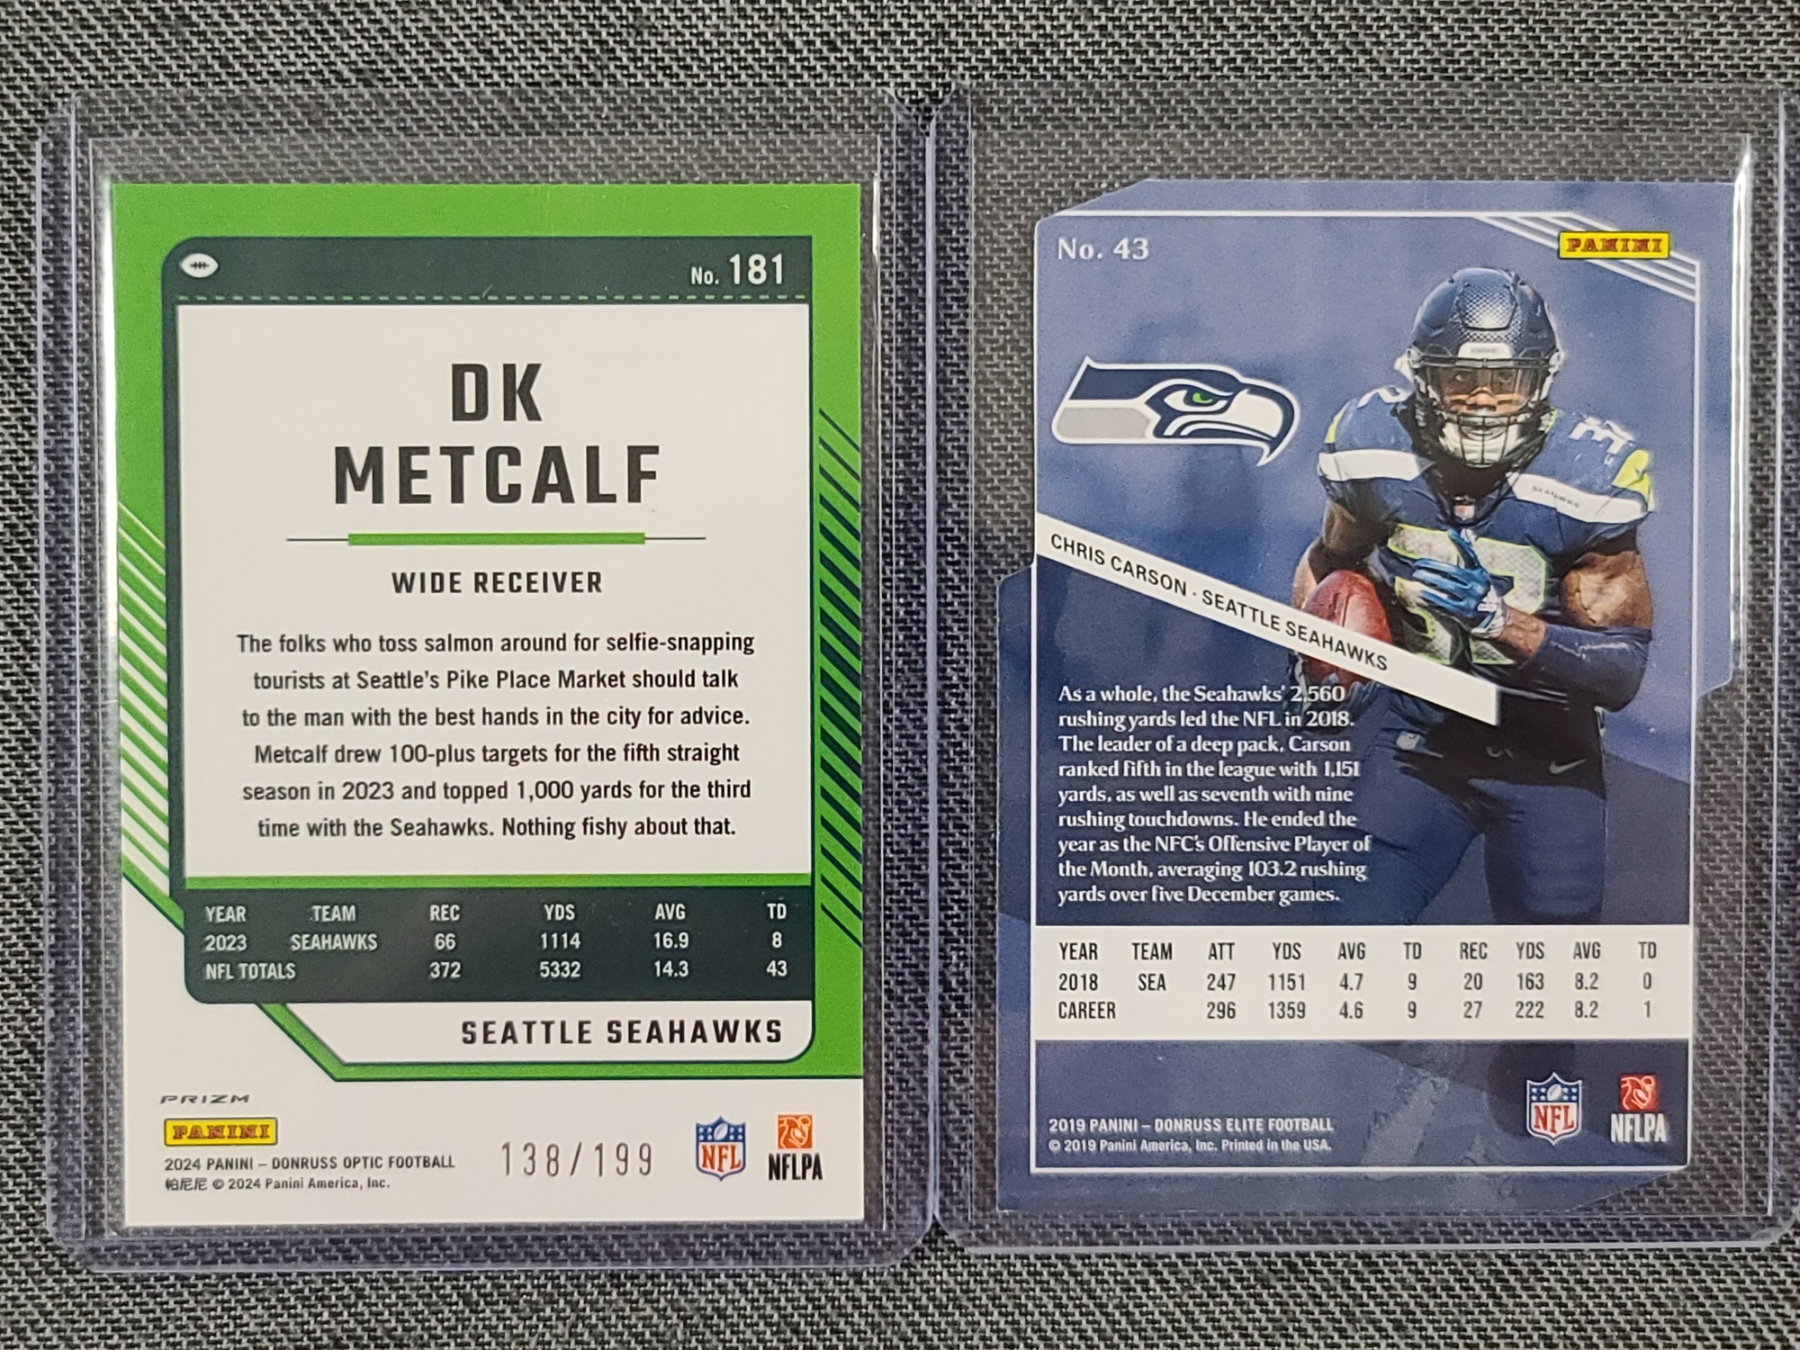 No. 181
DK
METCALF
WIDE RECEIVER
The folks who toss salmon around for selfie-snapping
tourists at Seattle's Pike Place Market should talk
to the man with the best hands in the city for advice.
Metcalf drew 100-plus targets for the fifth straight
season in 2023 and topped 1,000 yards for the third
time with the Seahawks. Nothing fishy about that.
YEAR TEAM REC YDS AVG TD
2023 SEAHAWKS 66 1114 16.9 8
NFL TOTALS 372 5332 14.3 43
SEATTLE SEAHAWKS
PRIZM
PANINI
2024 PANINI – DONRUSS OPTIC FOOTBALL
帕尼尼 © 2024 Panini America, Inc.
138/199
NFL
NFLPA
No. 43
PANINI
SEAHAWKS
32
CHRIS CARSON · SEATTLE SEAHAWKS
As a whole, the Seahawks' 2,560
rushing yards led the NFL in 2018.
The leader of a deep pack, Carson
ranked fifth in the league with 1,151
yards, as well as seventh with nine
rushing touchdowns. He ended the
year as the NFC's Offensive Player of
the Month, averaging 103.2 rushing
yards over five December games.
YEAR TEAM ATT YDS AVG TD REC YDS AVG TD
2018 SEA 247 1151 4.7 9 20 163 8.2 0
CAREER 296 1359 4.6 9 27 222 8.2 1
2019 PANINI – DONRUSS ELITE FOOTBALL
© 2019 Panini America, Inc. Printed in the USA.
NFL
NFLPA